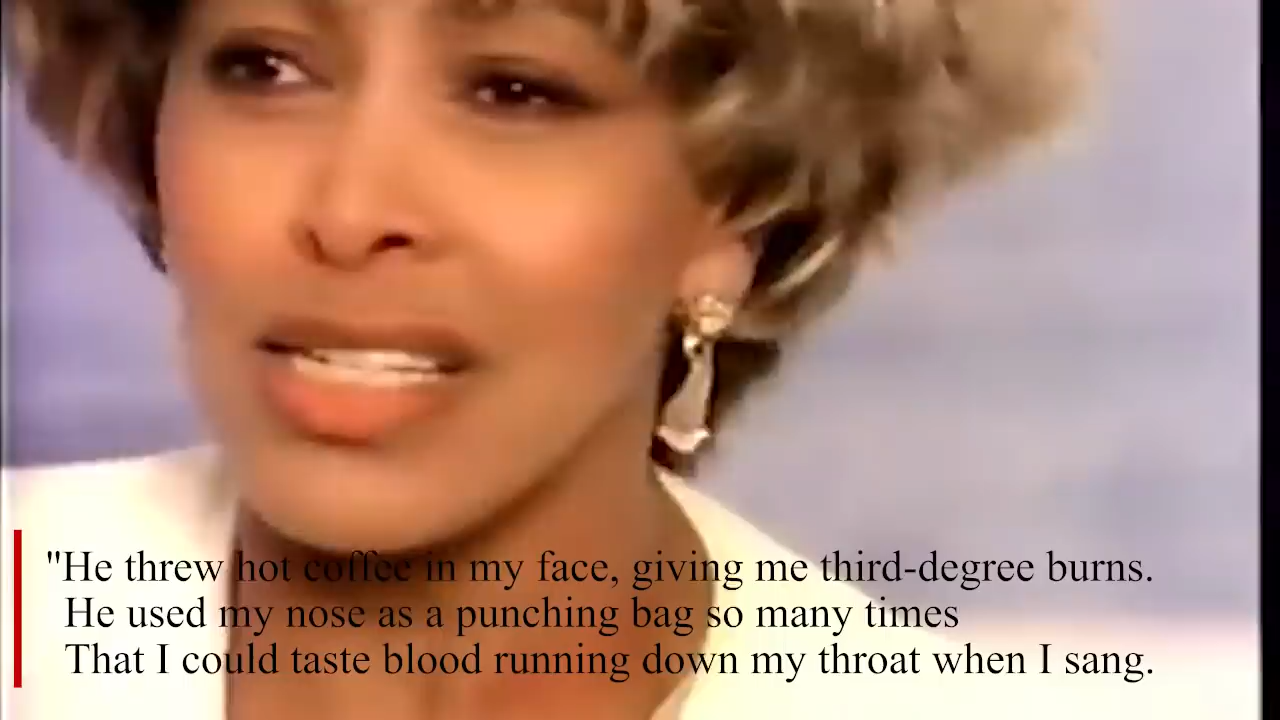 "He threw hot coffee in my face, giving me third-degree burns.
He used my nose as a punching bag so many times
That I could taste blood running down my throat when I sang.